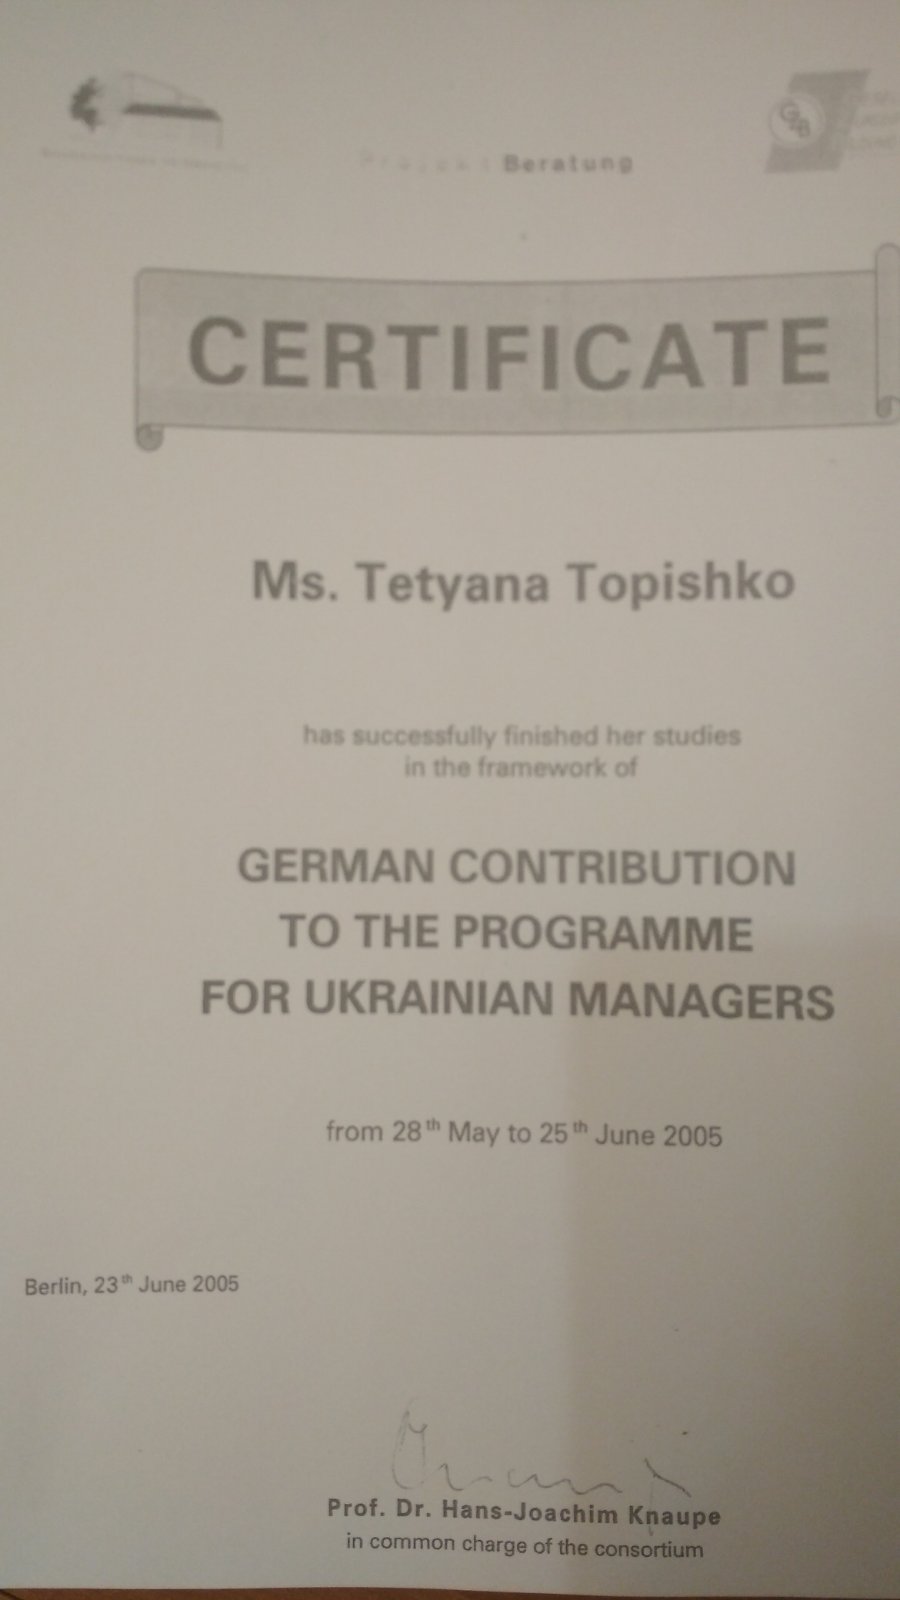 Beratung
CERTIFICATE
Ms. Tetyana Topishko
has successfully finished her studies
in the framework of
GERMAN CONTRIBUTION
TO THE PROGRAMME
FOR UKRAINIAN MANAGERS
from 28th May to 25th June 2005
Berlin, 23th June 2005
Prof. Dr. Hans-Joachim Knaupe
in common charge of the consortium